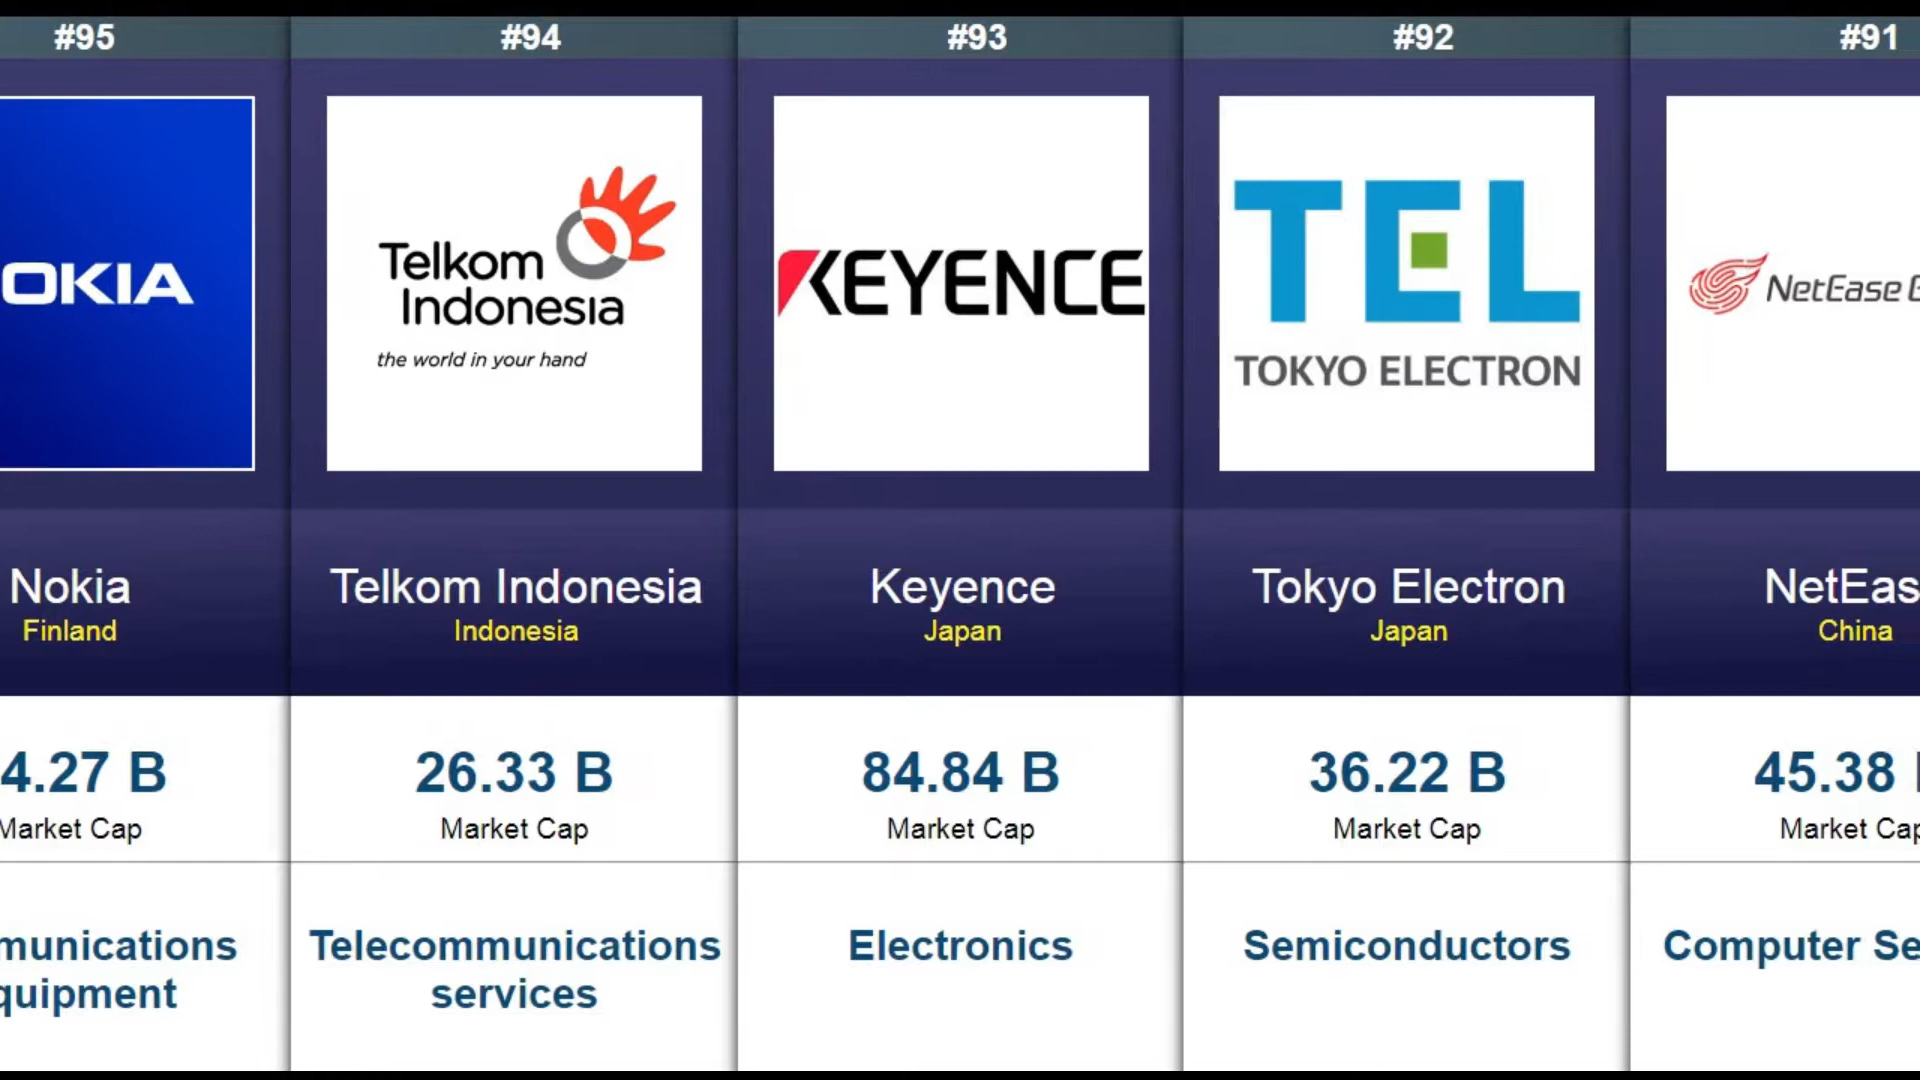 #95
OKIA
Nokia
Finland
4.27 B
Market Cap
munications
quipment
#94
Telkom
Indonesia
the world in your hand
Telkom Indonesia
Indonesia
26.33 B
Market Cap
Telecommunications
services
#93
KEYENCE
Keyence
Japan
84.84 B
Market Cap
Electronics
#92
TEL
TOKYO ELECTRON
Tokyo Electron
Japan
36.22 B
Market Cap
Semiconductors
#91
NetEase
NetEas
China
45.38
Market Cap
Computer Se